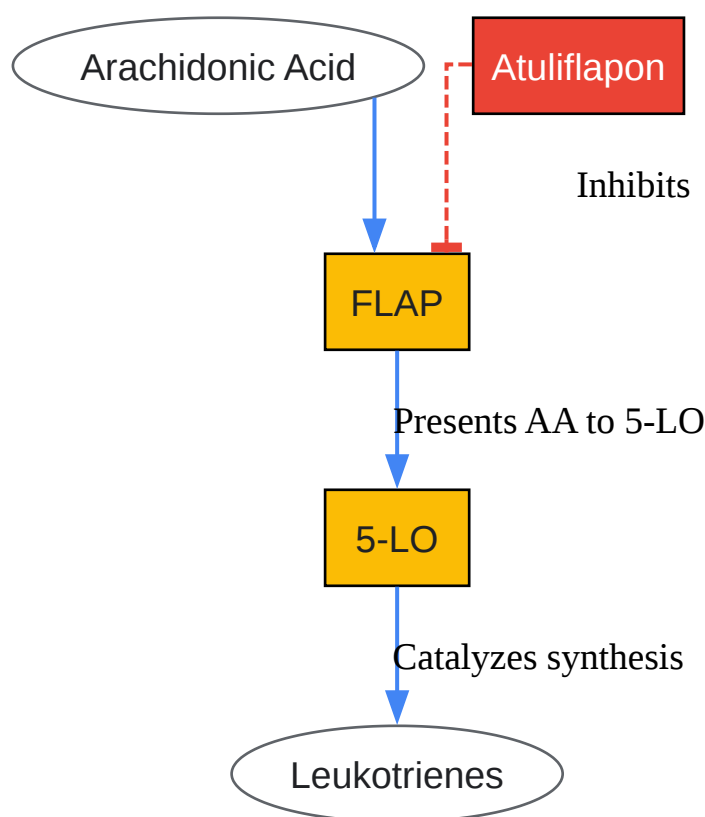 Arachidonic Acid
Atuliflapon
Inhibits
FLAP
Presents AA to 5-LO
5-LO
Catalyzes synthesis
Leukotrienes